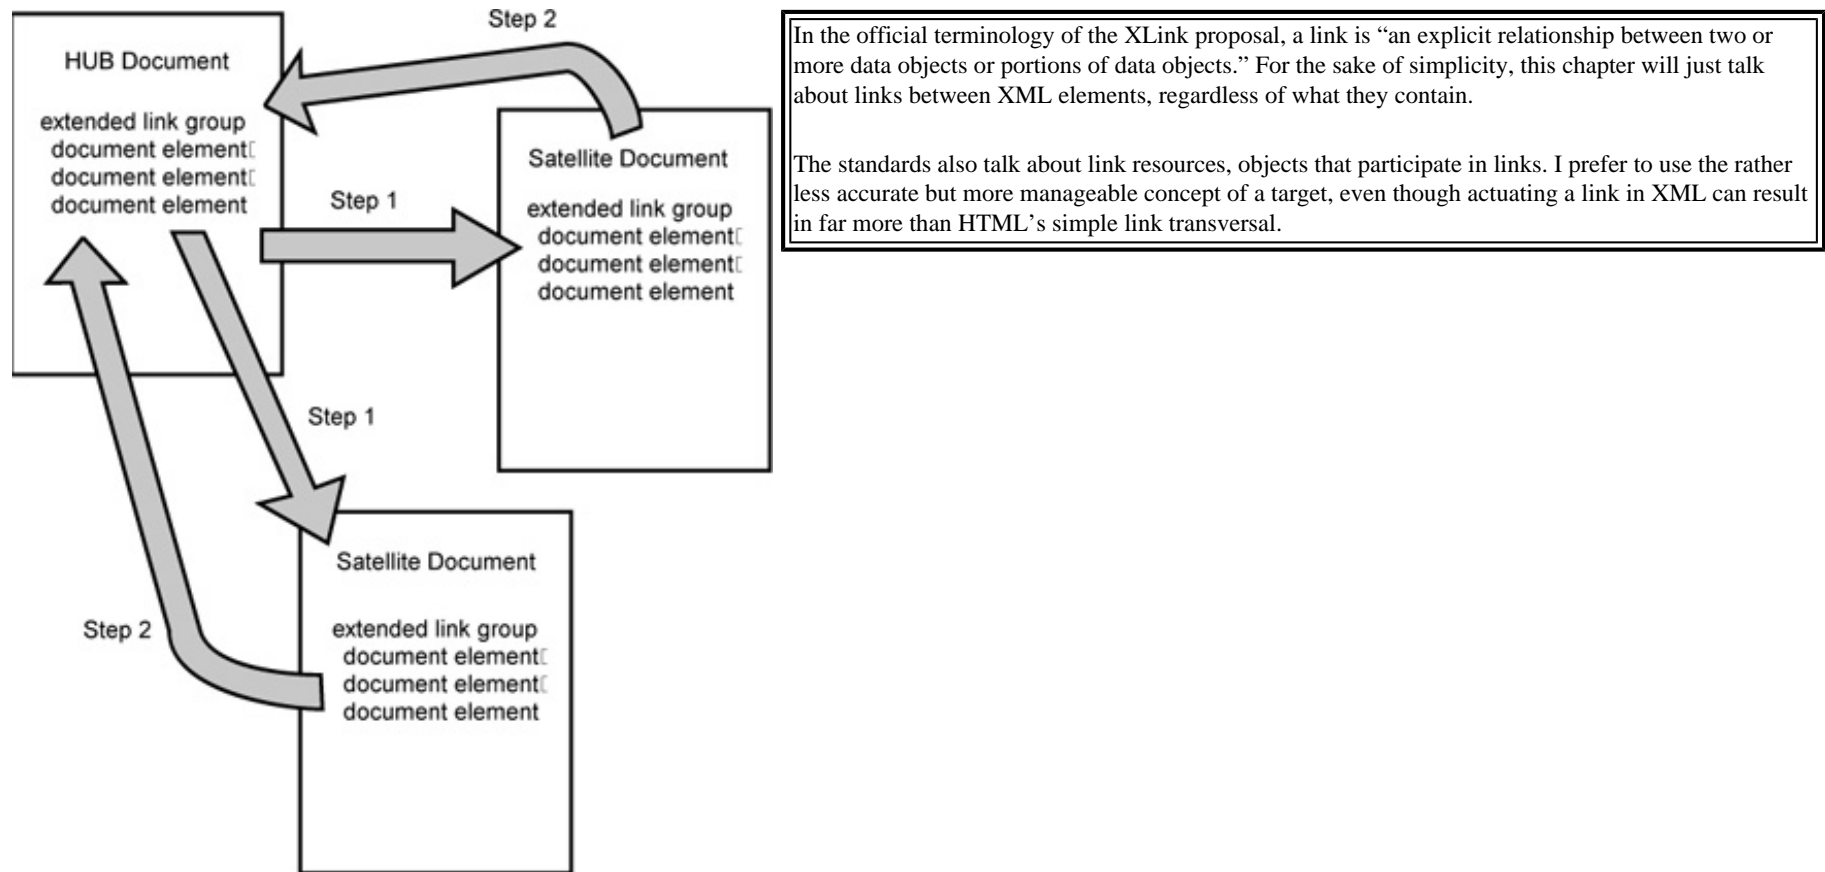 Step 2
HUB Document
extended link group
document element
document element
document element
Step 1
Satellite Document
extended link group
document element
document element
document element
Step 1
Satellite Document
extended link group
document element
document element
document element
Step 2
In the official terminology of the XLink proposal, a link is “an explicit relationship between two or
more data objects or portions of data objects.” For the sake of simplicity, this chapter will just talk
about links between XML elements, regardless of what they contain.
The standards also talk about link resources, objects that participate in links. I prefer to use the rather
less accurate but more manageable concept of a target, even though actuating a link in XML can result
in far more than HTML’s simple link transversal.